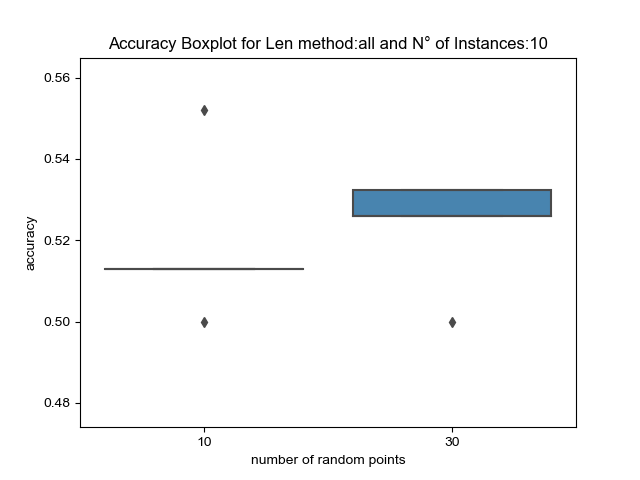 Accuracy Boxplot for Len method:all and N° of Instances:10
0.56
0.54
0.52
0.50
0.48
accuracy
10 30
number of random points